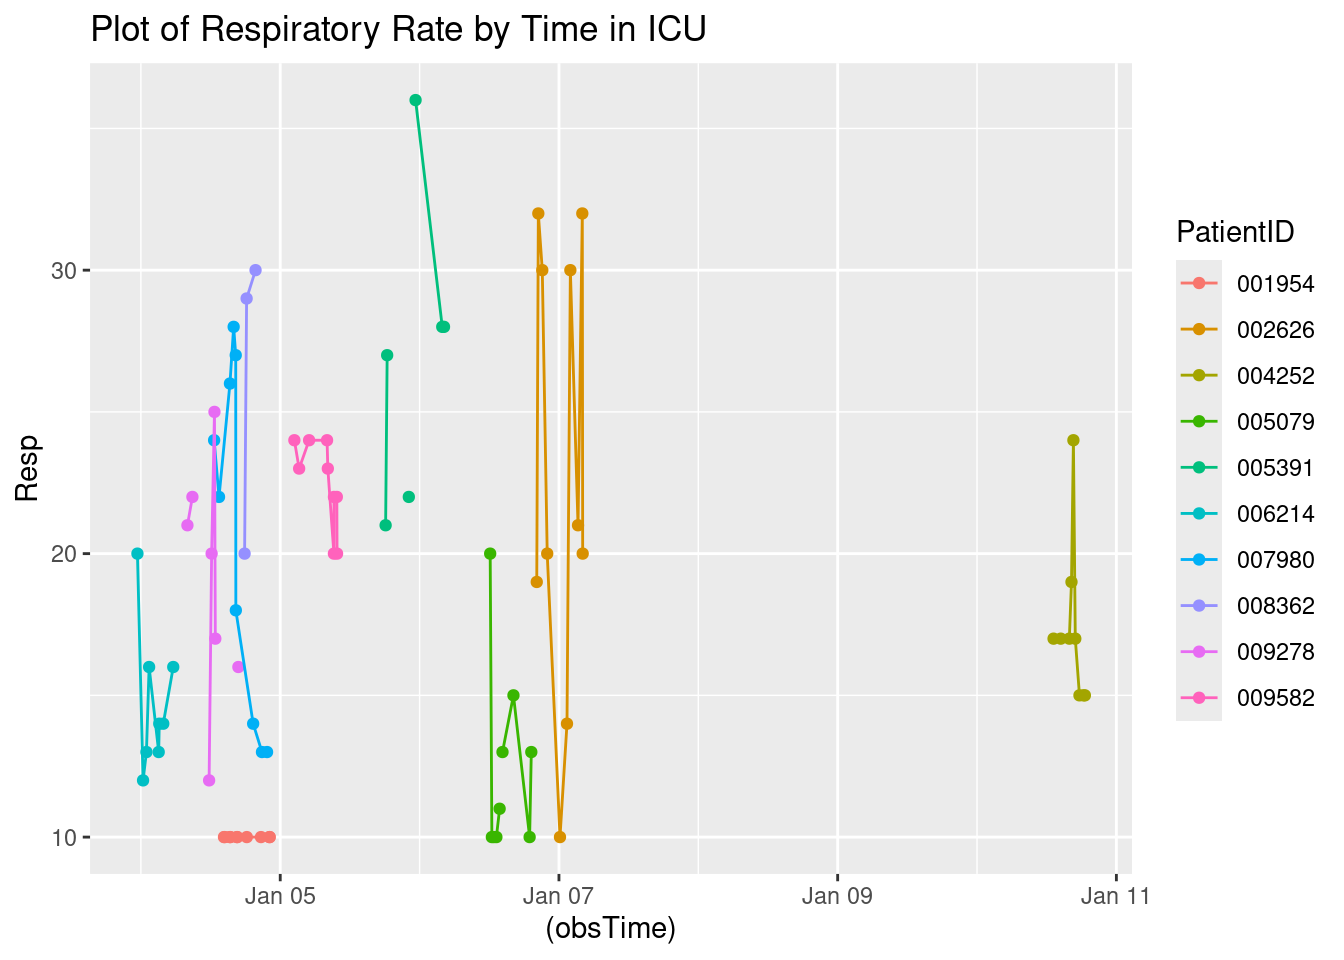 Plot of Respiratory Rate by Time in ICU
Resp
30
20
10
Jan 05
Jan 07
Jan 09
Jan 11
(obsTime)
PatientID
001954
002626
004252
005079
005391
006214
007980
008362
009278
009582